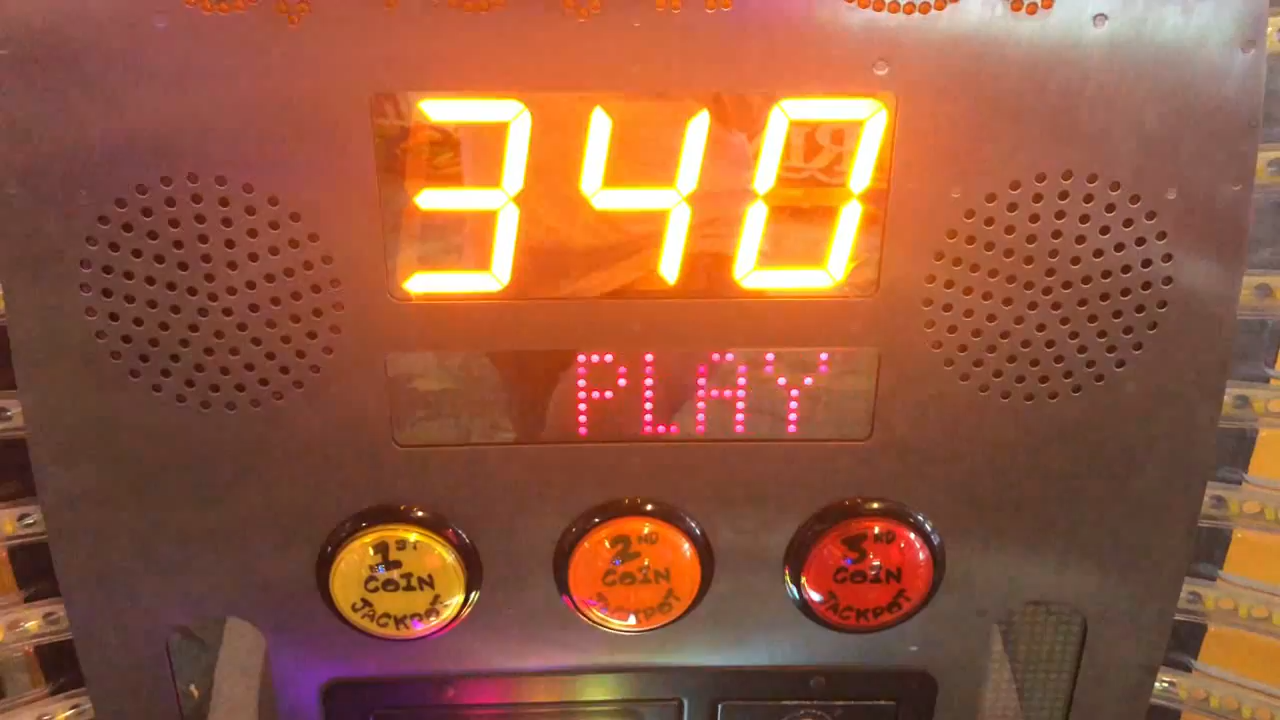 340
PLAY
1ST COIN JACKPOT
2ND COIN JACKPOT
3RD COIN JACKPOT